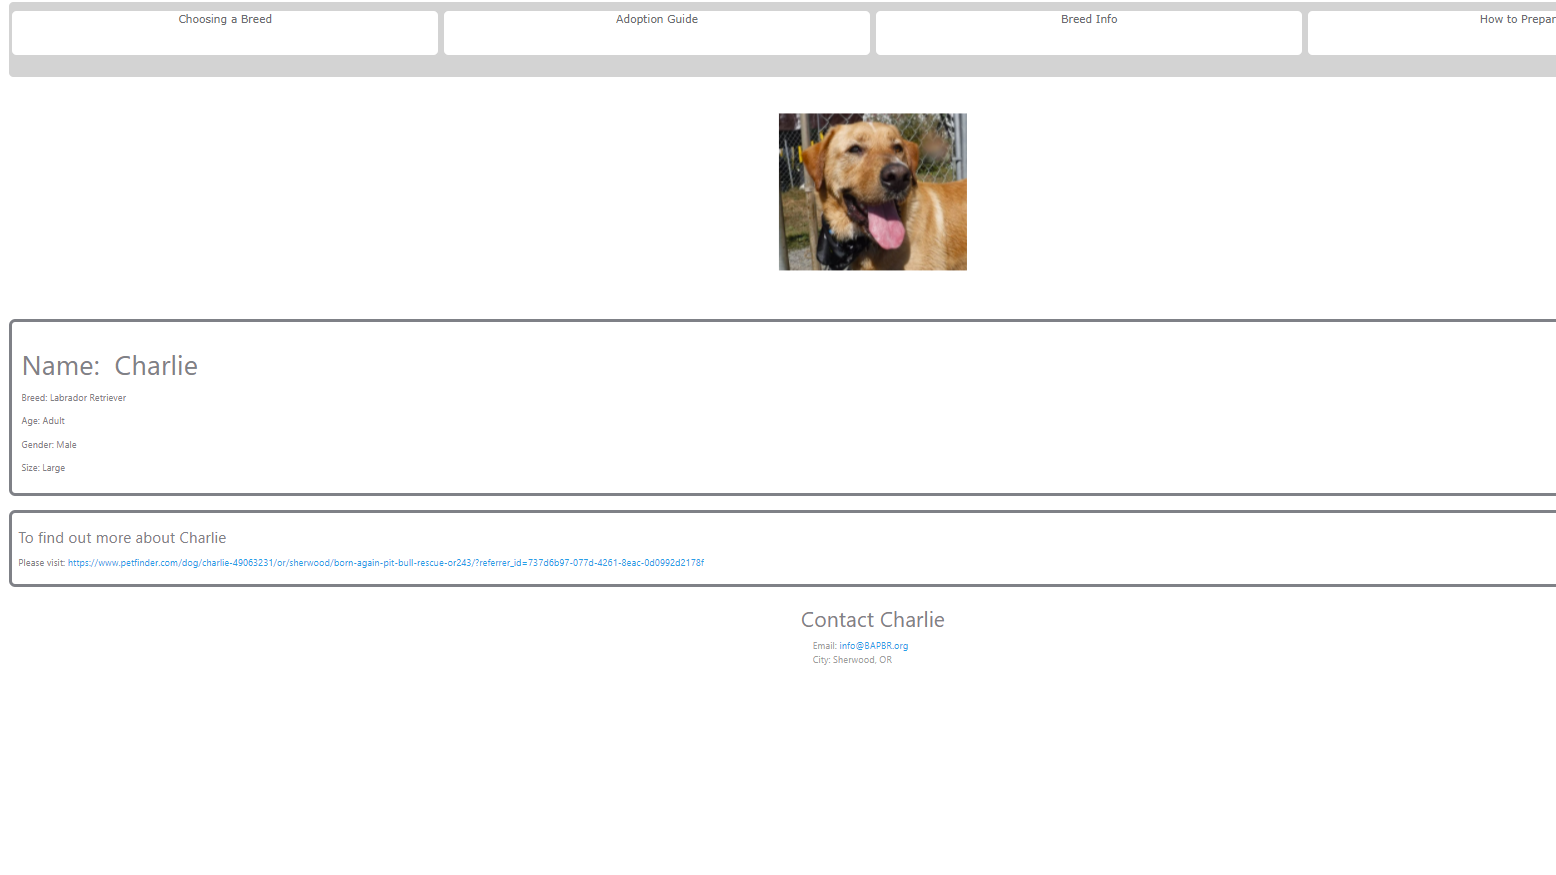 Choosing a Breed
Adoption Guide
Breed Info
How to Prepar
Name: Charlie
Breed: Labrador Retriever
Age: Adult
Gender: Male
Size: Large
To find out more about Charlie
Please visit: https://www.petfinder.com/dog/charlie-49063231/or/sherwood/born-again-pit-bull-rescue-or243/?referrer_id=737d6b97-077d-4261-8eac-0d0992d2178f
Contact Charlie
Email: info@BAPBR.org
City: Sherwood, OR